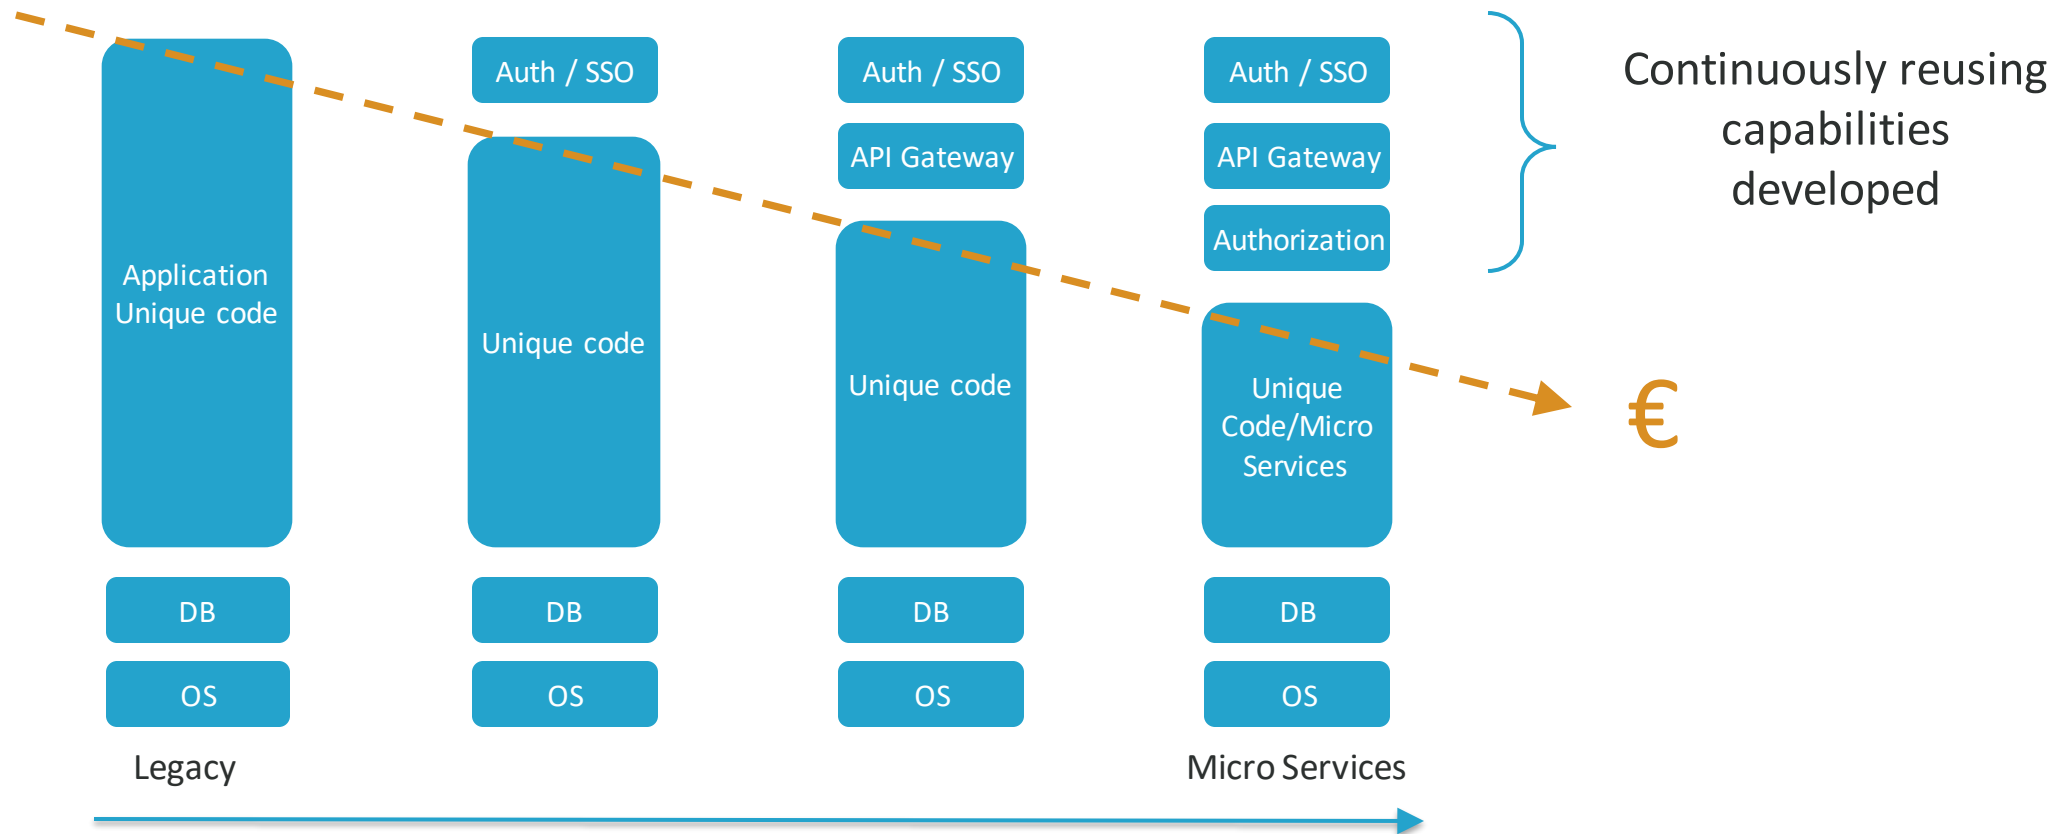 Application
Unique code
DB
OS
Legacy
Auth / SSO
Unique code
DB
OS
Auth / SSO
API Gateway
Unique code
DB
OS
Auth / SSO
API Gateway
Authorization
Unique
Code/Micro
Services
DB
OS
Micro Services
Continuously reusing
capabilities
developed
€